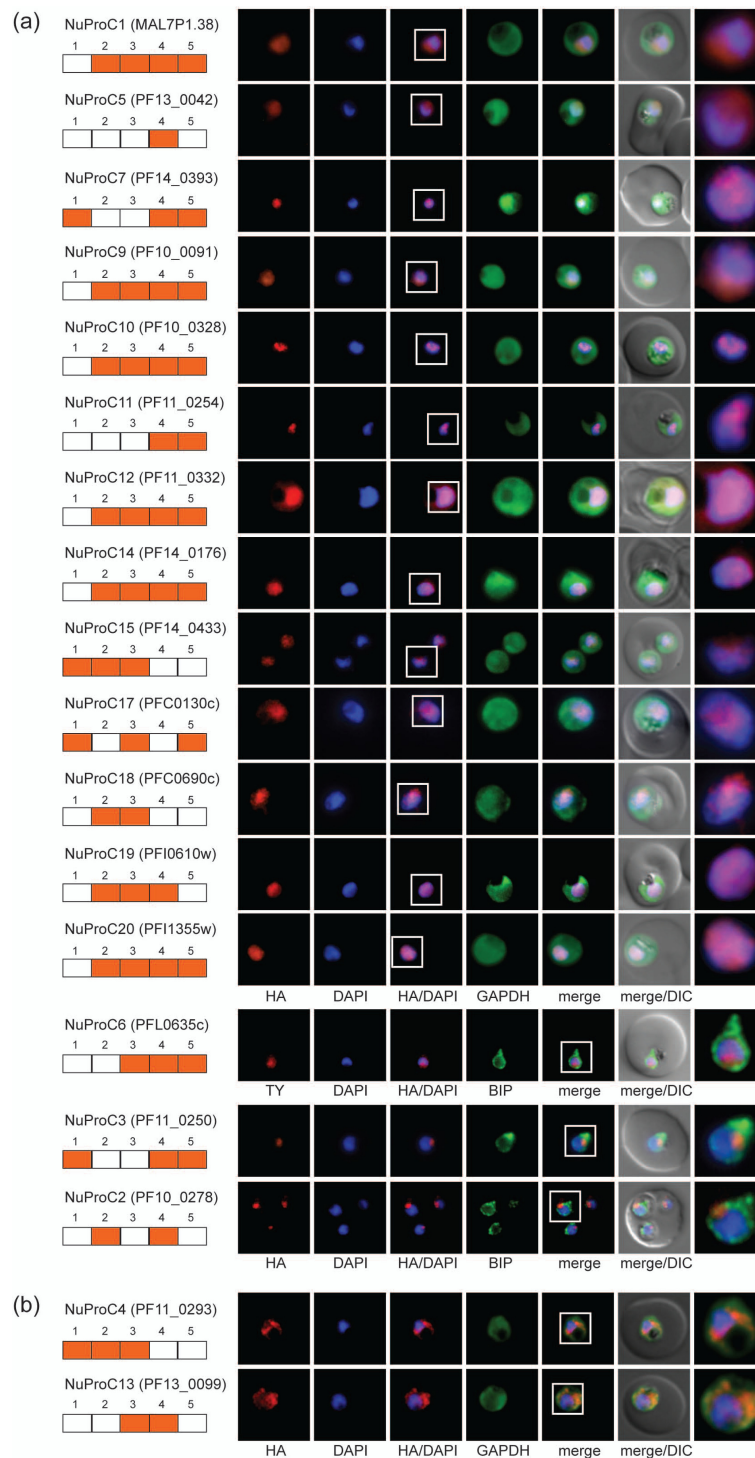 (a)
NuProC1 (MAL7P1.38)
1 2 3 4 5
NuProC5 (PF13_0042)
1 2 3 4 5
NuProC7 (PF14_0393)
1 2 3 4 5
NuProC9 (PF10_0091)
1 2 3 4 5
NuProC10 (PF10_0328)
1 2 3 4 5
NuProC11 (PF11_0254)
1 2 3 4 5
NuProC12 (PF11_0332)
1 2 3 4 5
NuProC14 (PF14_0176)
1 2 3 4 5
NuProC15 (PF14_0433)
1 2 3 4 5
NuProC17 (PFC0130c)
1 2 3 4 5
NuProC18 (PFC0690c)
1 2 3 4 5
NuProC19 (PFI0610w)
1 2 3 4 5
NuProC20 (PFI1355w)
1 2 3 4 5
HA DAPI HA/DAPI GAPDH merge merge/DIC
NuProC6 (PFL0635c)
1 2 3 4 5
TY DAPI HA/DAPI BIP merge merge/DIC
NuProC3 (PF11_0250)
1 2 3 4 5
NuProC2 (PF10_0278)
1 2 3 4 5
HA DAPI HA/DAPI BIP merge merge/DIC
(b)
NuProC4 (PF11_0293)
1 2 3 4 5
NuProC13 (PF13_0099)
1 2 3 4 5
HA DAPI HA/DAPI GAPDH merge merge/DIC